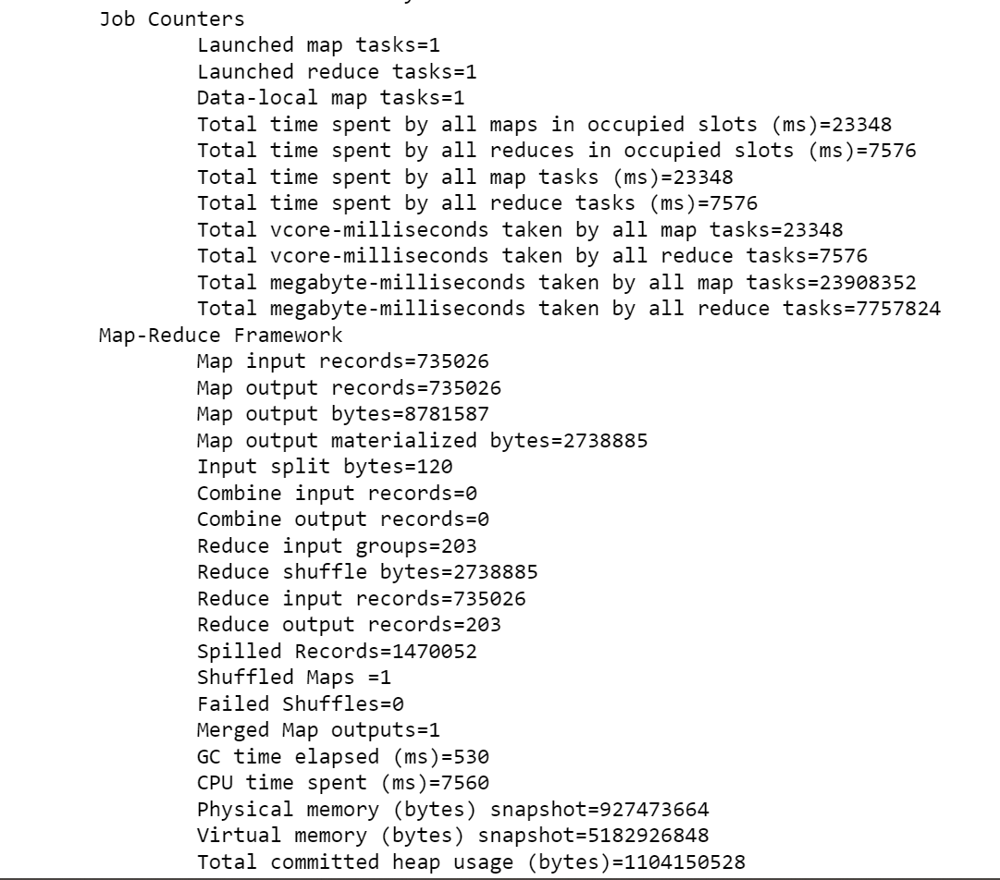 Job Counters
Launched map tasks=1
Launched reduce tasks=1
Data-local map tasks=1
Total time spent by all maps in occupied slots (ms)=23348
Total time spent by all reduces in occupied slots (ms)=7576
Total time spent by all map tasks (ms)=23348
Total time spent by all reduce tasks (ms)=7576
Total vcore-milliseconds taken by all map tasks=23348
Total vcore-milliseconds taken by all reduce tasks=7576
Total megabyte-milliseconds taken by all map tasks=23908352
Total megabyte-milliseconds taken by all reduce tasks=7757824
Map-Reduce Framework
Map input records=735026
Map output records=735026
Map output bytes=8781587
Map output materialized bytes=2738885
Input split bytes=120
Combine input records=0
Combine output records=0
Reduce input groups=203
Reduce shuffle bytes=2738885
Reduce input records=735026
Reduce output records=203
Spilled Records=1470052
Shuffled Maps =1
Failed Shuffles=0
Merged Map outputs=1
GC time elapsed (ms)=530
CPU time spent (ms)=7560
Physical memory (bytes) snapshot=927473664
Virtual memory (bytes) snapshot=5182926848
Total committed heap usage (bytes)=1104150528